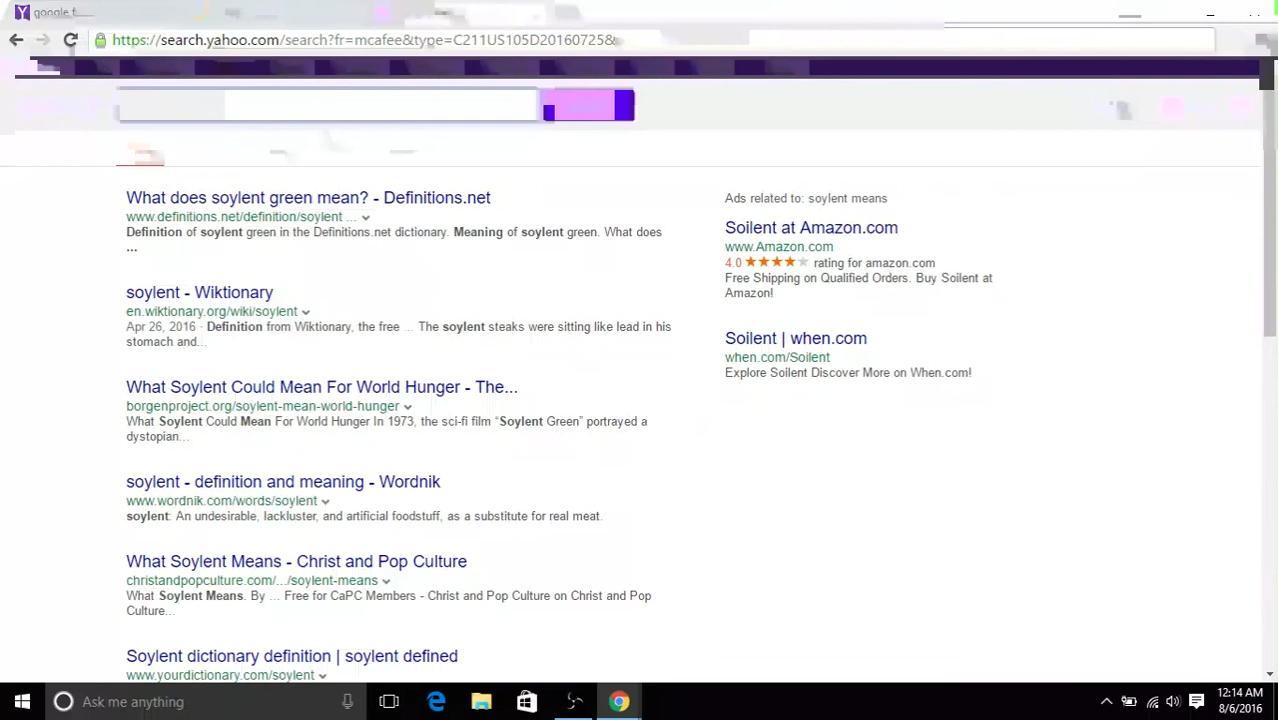 google f
https://search.yahoo.com/search?fr=mcafee&type=C211US105D20160725&
What does soylent green mean? - Definitions.net
www.definitions.net/definition/soylent ...
Definition of soylent green in the Definitions.net dictionary. Meaning of soylent green. What does
...
soylent - Wiktionary
en.wiktionary.org/wiki/soylent
Apr 26, 2016 · Definition from Wiktionary, the free ... The soylent steaks were sitting like lead in his
stomach and...
What Soylent Could Mean For World Hunger - The...
borgenproject.org/soylent-mean-world-hunger
What Soylent Could Mean For World Hunger In 1973, the sci-fi film “Soylent Green” portrayed a
dystopian...
soylent - definition and meaning - Wordnik
www.wordnik.com/words/soylent
soylent: An undesirable, lackluster, and artificial foodstuff, as a substitute for real meat.
What Soylent Means - Christ and Pop Culture
christandpopculture.com/.../soylent-means
What Soylent Means. By ... Free for CaPC Members - Christ and Pop Culture on Christ and Pop
Culture...
Soylent dictionary definition | soylent defined
www.yourdictionary.com/soylent
Ads related to: soylent means
Soilent at Amazon.com
www.Amazon.com
4.0 rating for amazon.com
Free Shipping on Qualified Orders. Buy Soilent at
Amazon!
Soilent | when.com
when.com/Soilent
Explore Soilent Discover More on When.com!
Ask me anything
12:14 AM
8/6/2016